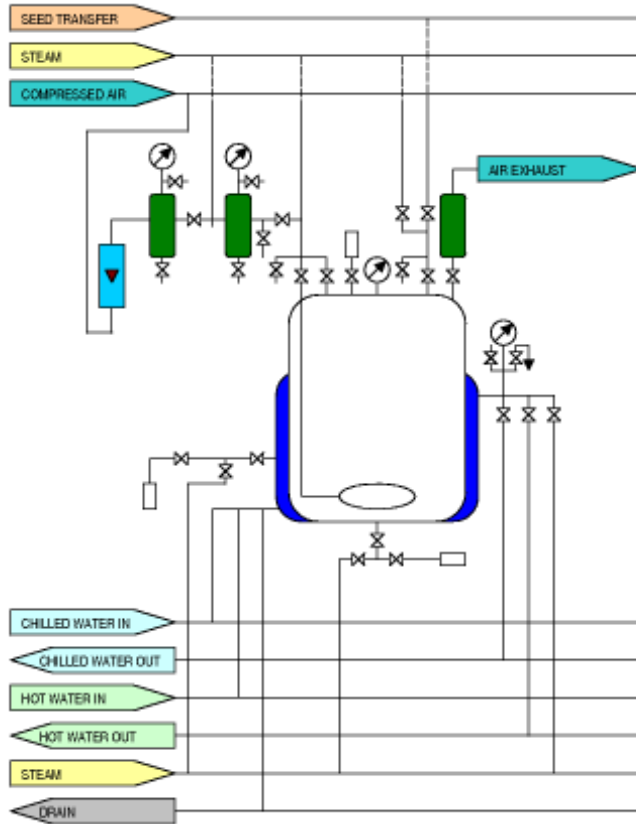 SEED TRANSFER
STEAM
COMPRESSED AIR
AIR EXHAUST
CHILLED WATER IN
CHILLED WATER OUT
HOT WATER IN
HOT WATER OUT
STEAM
DRAIN